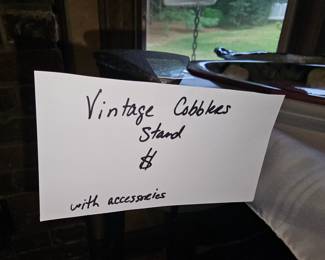 Vintage Cobblers
Stand
$
with accessories